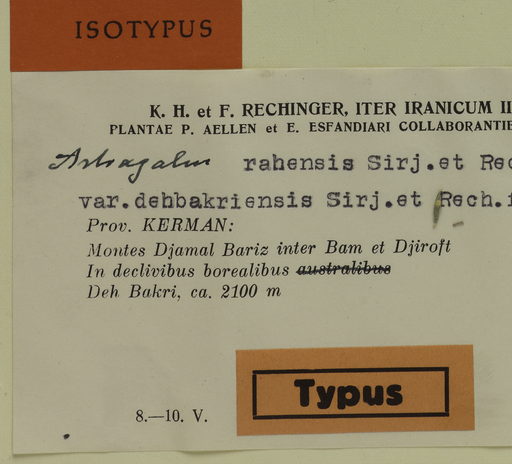 ISOTYPUS
K. H. et F. RECHINGER, ITER IRANICUM II
PLANTAE P. AELLEN et E. ESFANDIARI COLLABORANTIE
Astragalus rahensis Sirj.et Rec
var.dehbakriensis Sirj.et Rech.f
Prov. KERMAN:
Montes Djamal Bariz inter Bam et Djiroft
In declivibus borealibus australibus
Deh Bakri, ca. 2100 m
Typus
8.—10. V.